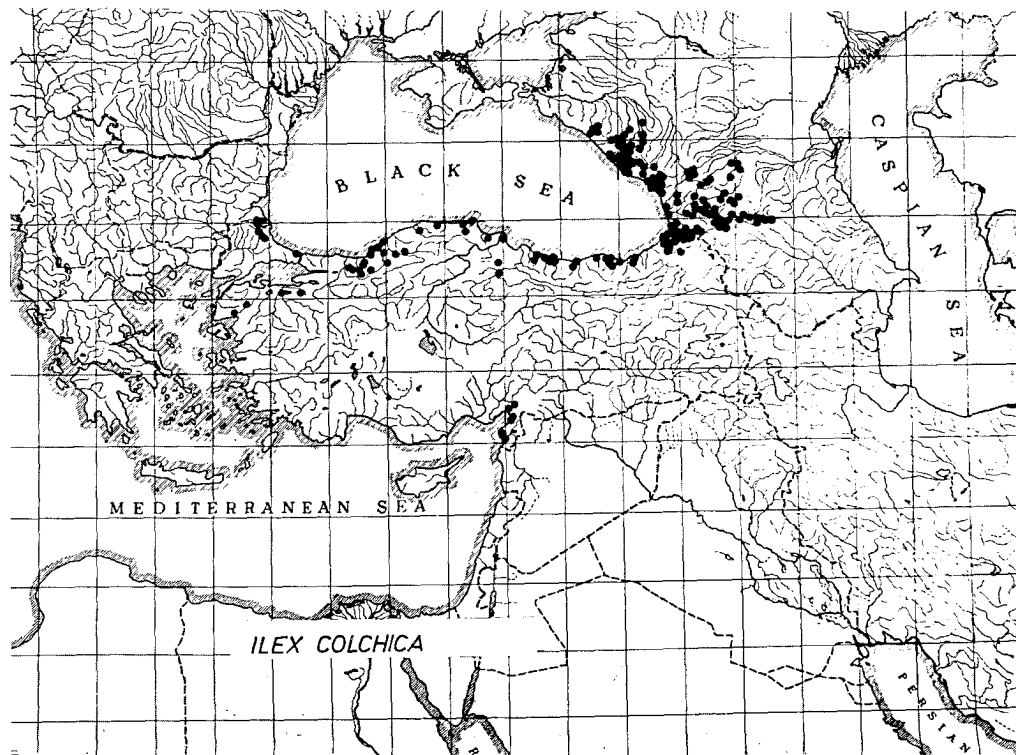 BLACK SEA
CASPIAN SEA
MEDITERRANEAN SEA
ILEX COLCHICA
PERSIAN
R